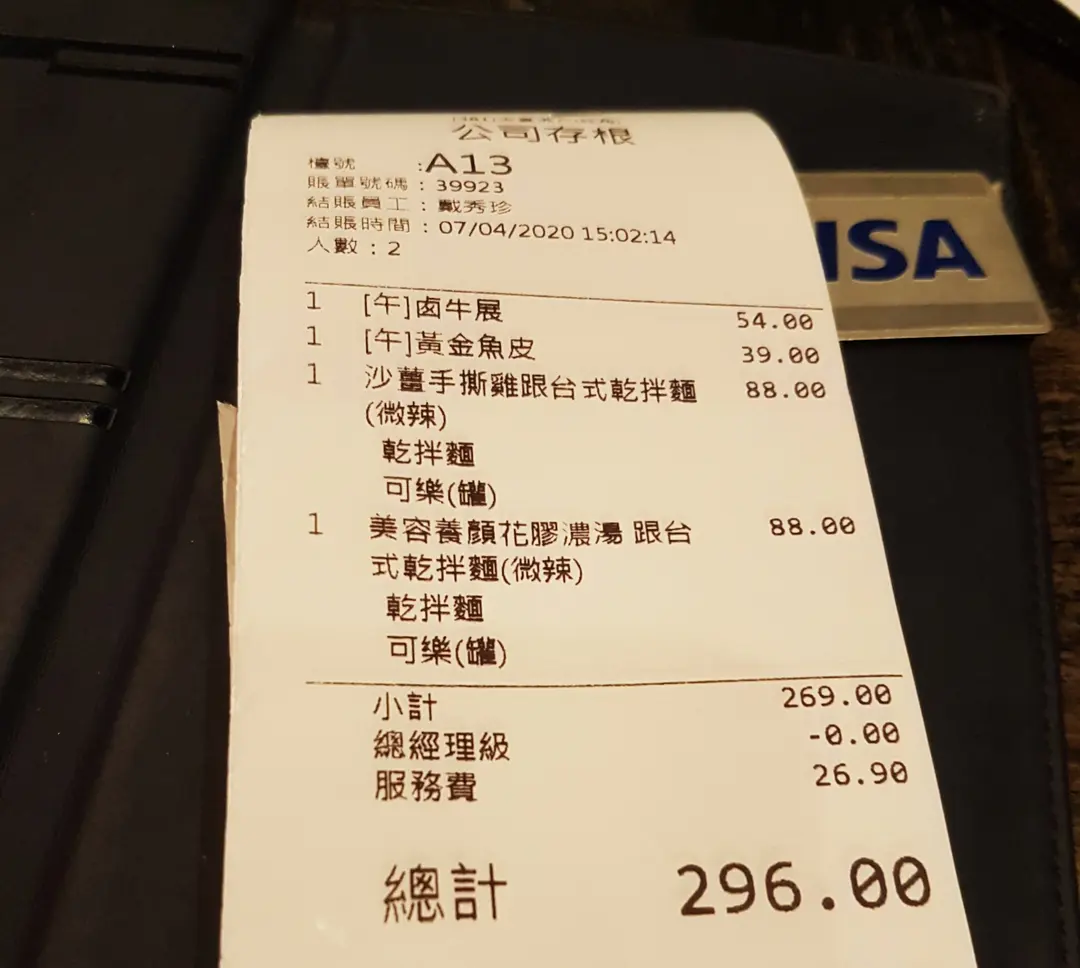 公司存根
檯號 :A13
賬單號碼 : 39923
結賬員工 : 戴秀珍
結賬時間 : 07/04/2020 15:02:14
人數 : 2
1 [午]鹵牛展 54.00
1 [午]黃金魚皮 39.00
1 沙薑手撕雞跟台式乾拌麵 88.00
(微辣)
乾拌麵
可樂(罐)
1 美容養顏花膠濃湯 跟台 88.00
式乾拌麵(微辣)
乾拌麵
可樂(罐)
小計 269.00
總經理級 -0.00
服務費 26.90
總計 296.00
ISA